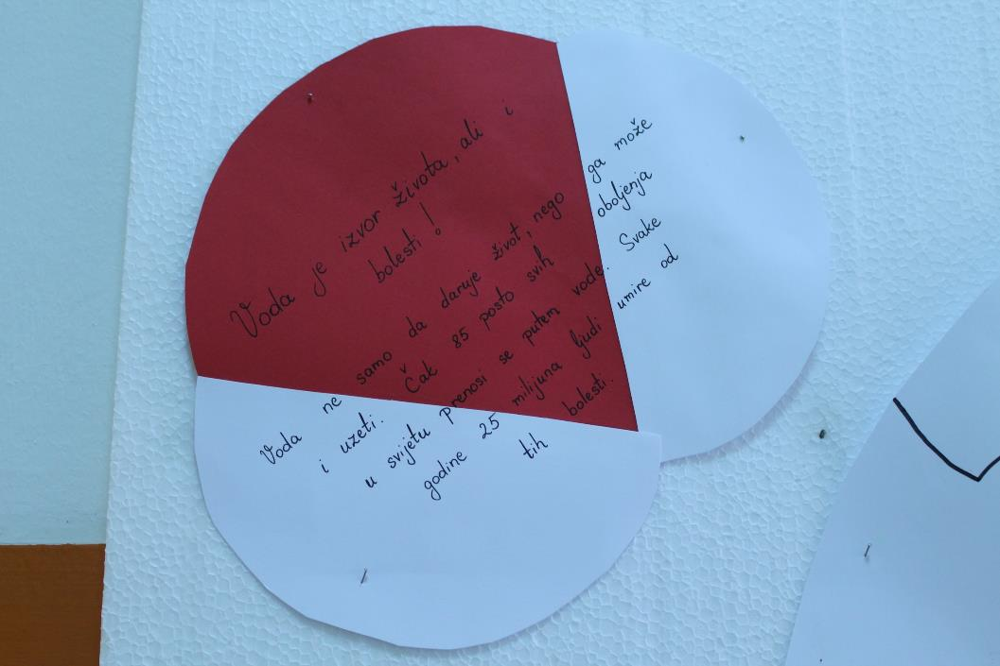 Voda je izvor života, ali i
bolesti!
Voda ne samo da daruje život, nego ga može
i uzeti. Čak 85 posto svih oboljenja
u svijetu prenosi se putem vode. Svake
godine 25 milijuna ljudi umire od
tih bolesti.